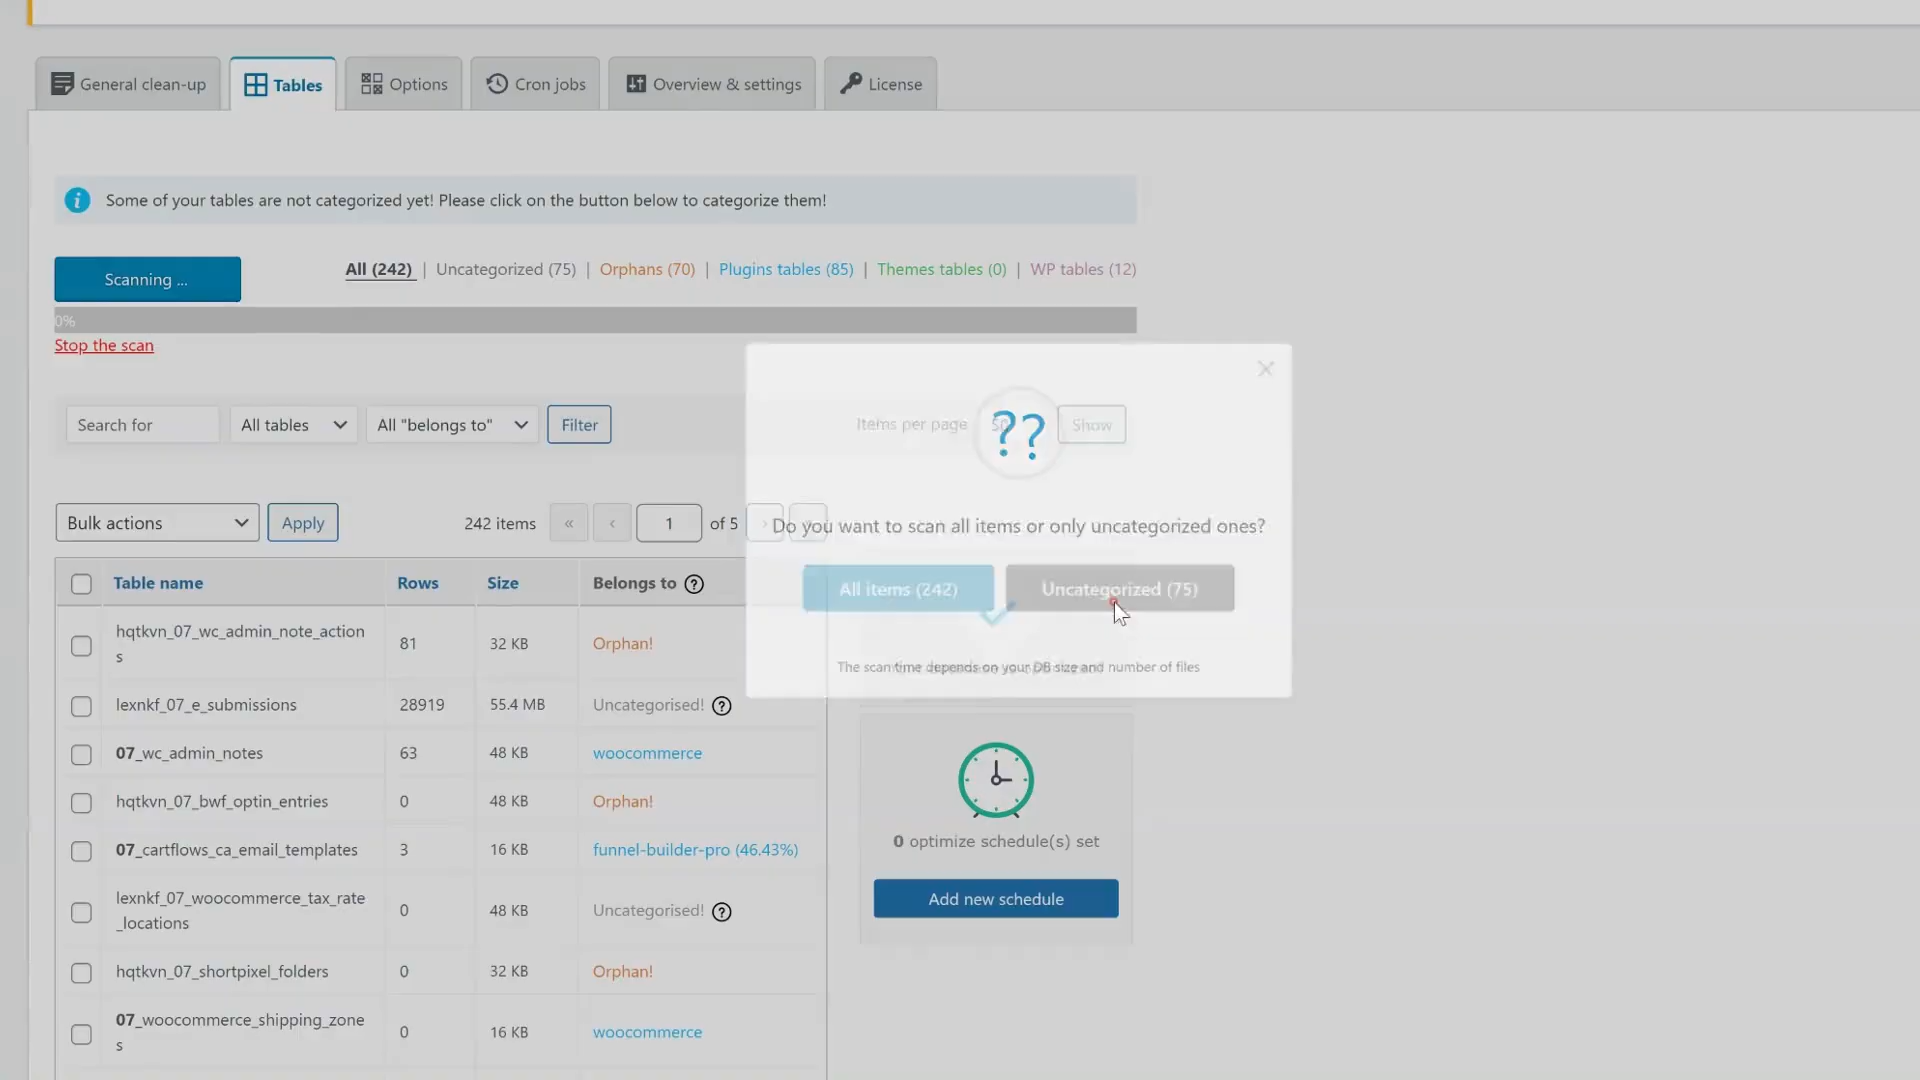 General clean-up
Tables
Options
Cron jobs
Overview & settings
License
Some of your tables are not categorized yet! Please click on the button below to categorize them!
Scanning ...
All (242) | Uncategorized (75) | Orphans (70) | Plugins tables (85) | Themes tables (0) | WP tables (12)
0%
Stop the scan
Search for
All tables
All "belongs to"
Filter
Items per page
Show
??
Bulk actions
Apply
242 items
«
‹
1
of 5
›
Do you want to scan all items or only uncategorized ones?
All items (242)
Uncategorized (75)
The scan time depends on your DB size and number of files
Table name Rows Size Belongs to ?
hqtkvn_07_wc_admin_note_action
s
81 32 KB Orphan!
lexnkf_07_e_submissions 28919 55.4 MB Uncategorised! ?
07_wc_admin_notes 63 48 KB woocommerce
hqtkvn_07_bwf_optin_entries 0 48 KB Orphan!
07_cartflows_ca_email_templates 3 16 KB funnel-builder-pro (46.43%)
lexnkf_07_woocommerce_tax_rate
_locations
0 48 KB Uncategorised! ?
hqtkvn_07_shortpixel_folders 0 32 KB Orphan!
07_woocommerce_shipping_zone
s
0 16 KB woocommerce
0 optimize schedule(s) set
Add new schedule